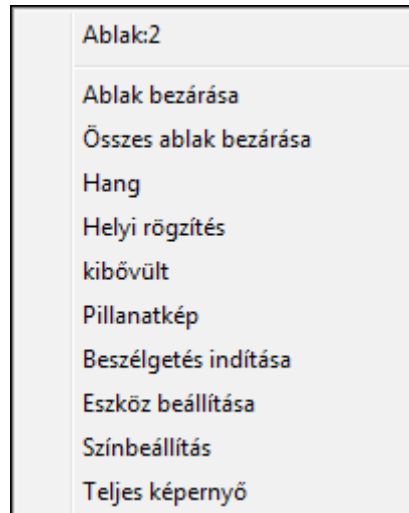 Ablak:2
Ablak bezárása
Összes ablak bezárása
Hang
Helyi rögzítés
kibővült
Pillanatkép
Beszélgetés indítása
Eszköz beállítása
Színbeállítás
Teljes képernyő